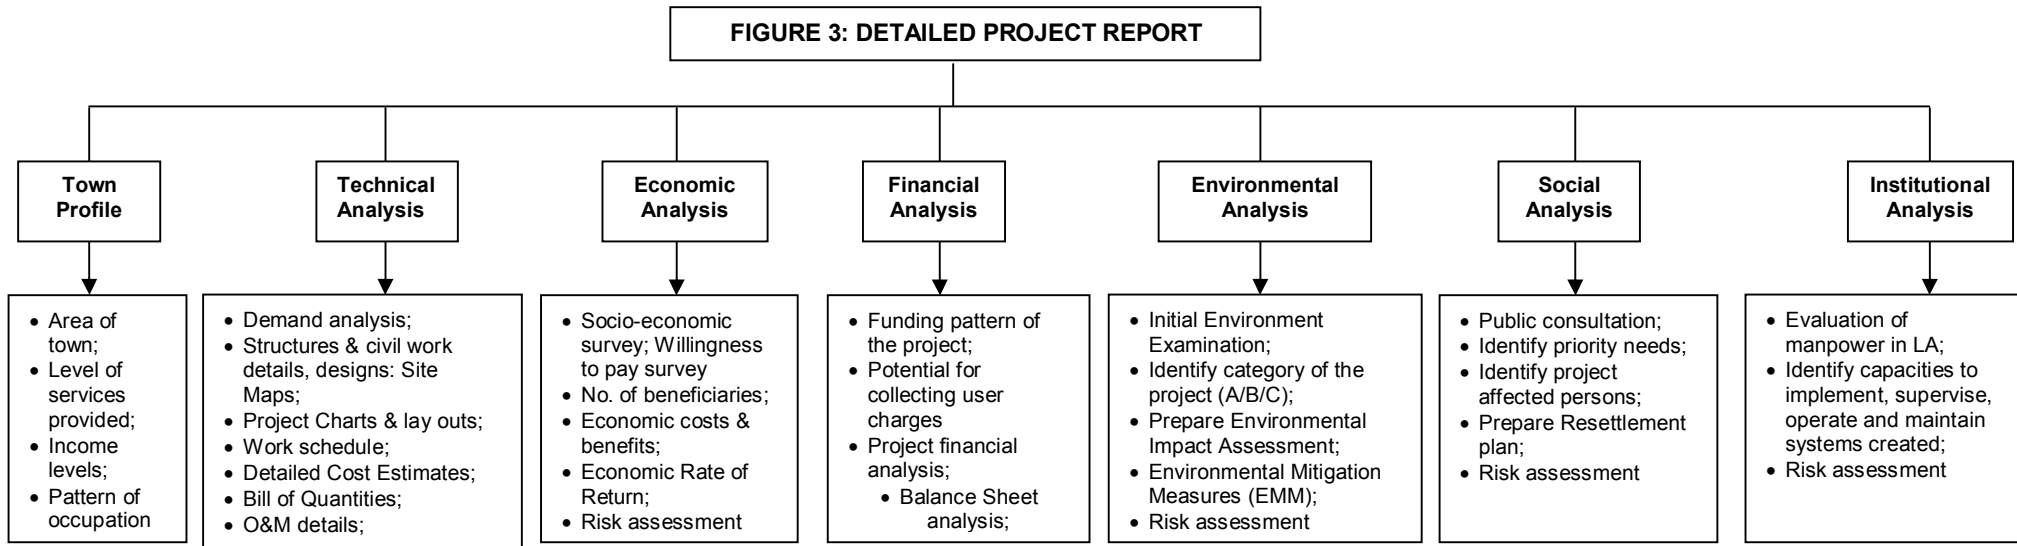 FIGURE 3: DETAILED PROJECT REPORT
Town
Profile
Technical
Analysis
Economic
Analysis
Financial
Analysis
Environmental
Analysis
Social
Analysis
Institutional
Analysis
• Area of
town;
• Level of
services
provided;
• Income
levels;
• Pattern of
occupation
• Demand analysis;
• Structures & civil work
details, designs: Site
Maps;
• Project Charts & lay outs;
• Work schedule;
• Detailed Cost Estimates;
• Bill of Quantities;
• O&M details;
• Socio-economic
survey; Willingness
to pay survey
• No. of beneficiaries;
• Economic costs &
benefits;
• Economic Rate of
Return;
• Risk assessment
• Funding pattern of
the project;
• Potential for
collecting user
charges
• Project financial
analysis;
• Balance Sheet
analysis;
• Initial Environment
Examination;
• Identify category of the
project (A/B/C);
• Prepare Environmental
Impact Assessment;
• Environmental Mitigation
Measures (EMM);
• Risk assessment
• Public consultation;
• Identify priority needs;
• Identify project
affected persons;
• Prepare Resettlement
plan;
• Risk assessment
• Evaluation of
manpower in LA;
• Identify capacities to
implement, supervise,
operate and maintain
systems created;
• Risk assessment